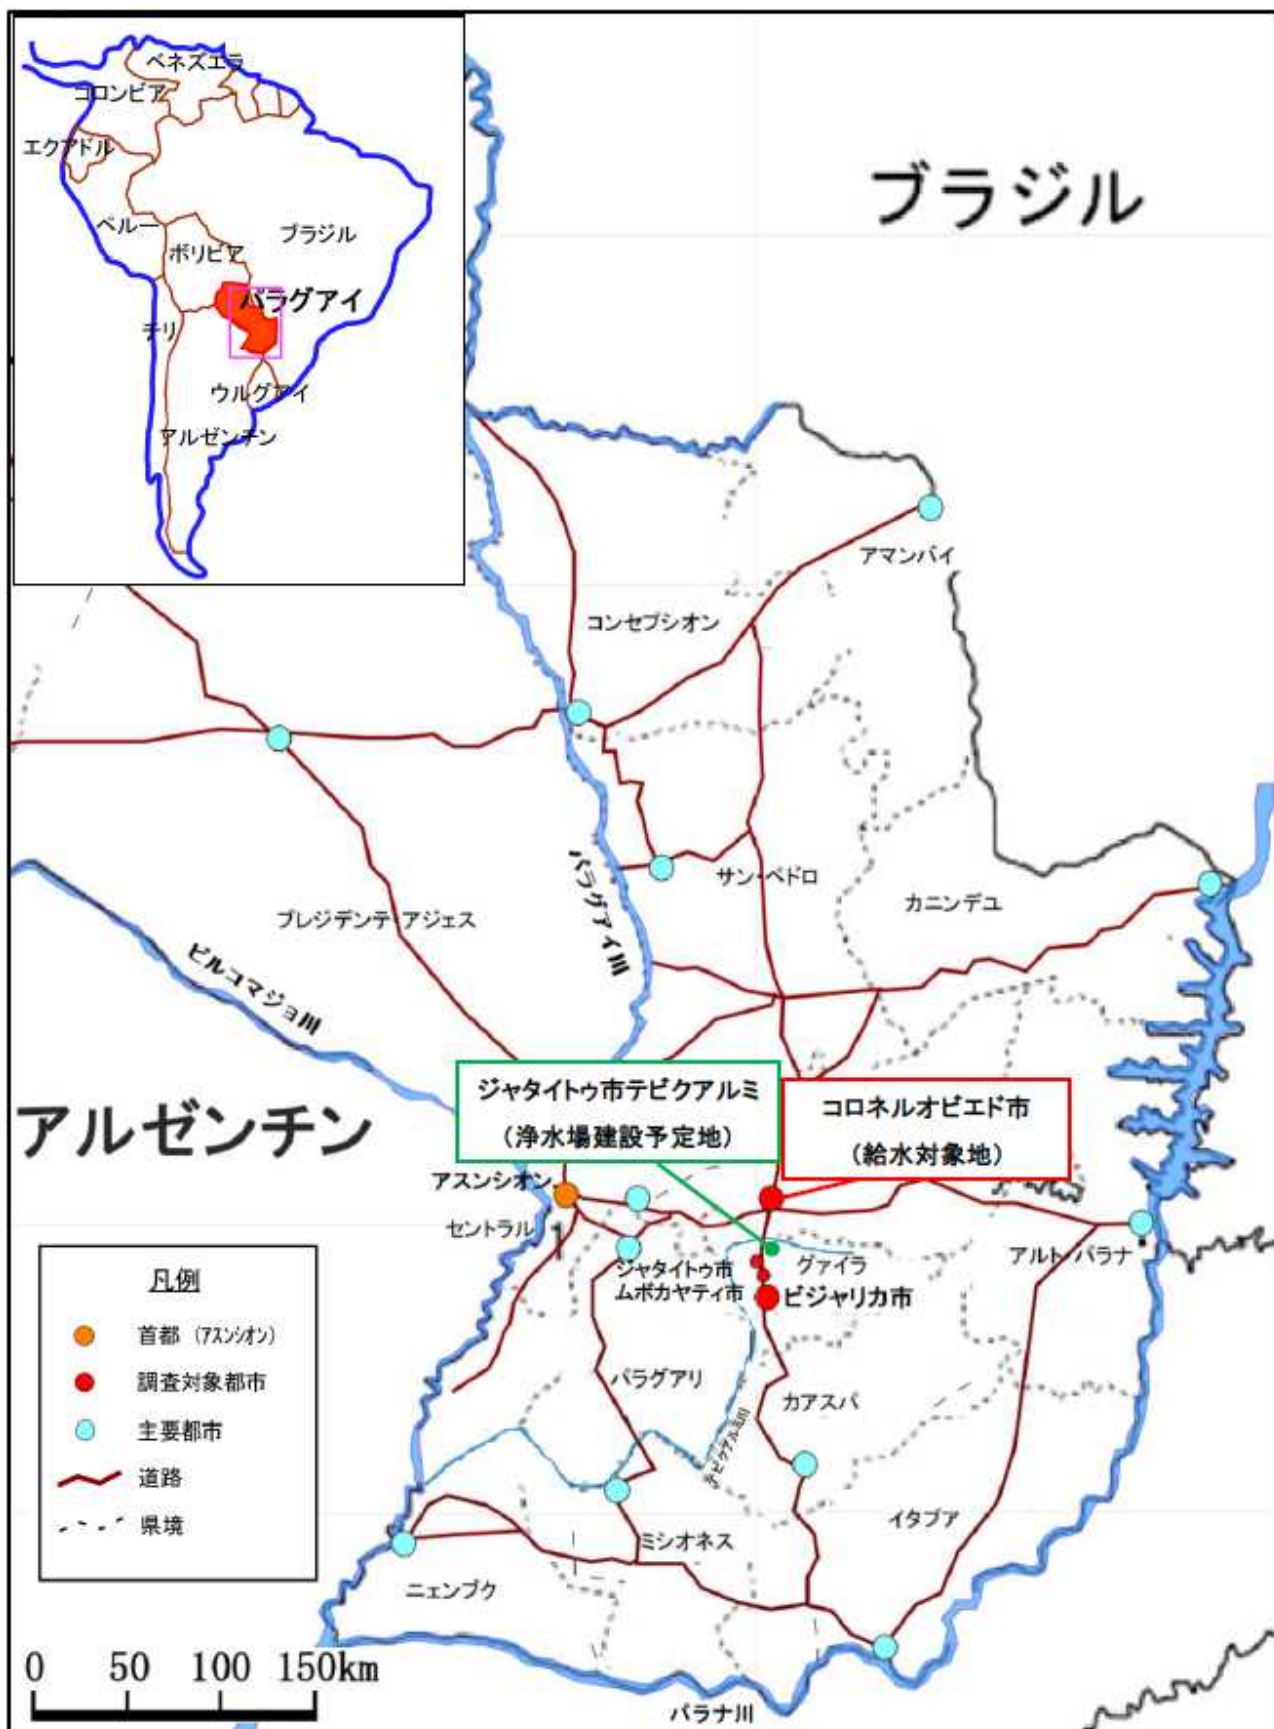 ベネズエラ
コロンビア
エクアドル
ペルー
ブラジル
ボリビア
パラグアイ
チリ
ウルグアイ
アルゼンチン
ブラジル
アマンバイ
コンセプシオン
パラグアイ川
サン・ペドロ
カニンデユ
プレジデンテ・アジェス
ピルコマジョ川
アルゼンチン
ジャタイトゥ市テビクアルミ
（浄水場建設予定地）
コロネルオビエド市
（給水対象地）
アスンシオン
セントラル
ジャタイトゥ市
ムボカヤティ市
グァイラ
ビジャリカ市
アルト・パラナ
パラグアリ
カアスパ
テビクアルミ川
イタプア
ミシオネス
ニェンブク
パラナ川
凡例
首都（アスンシオン）
調査対象都市
主要都市
道路
県境
0 50 100 150km